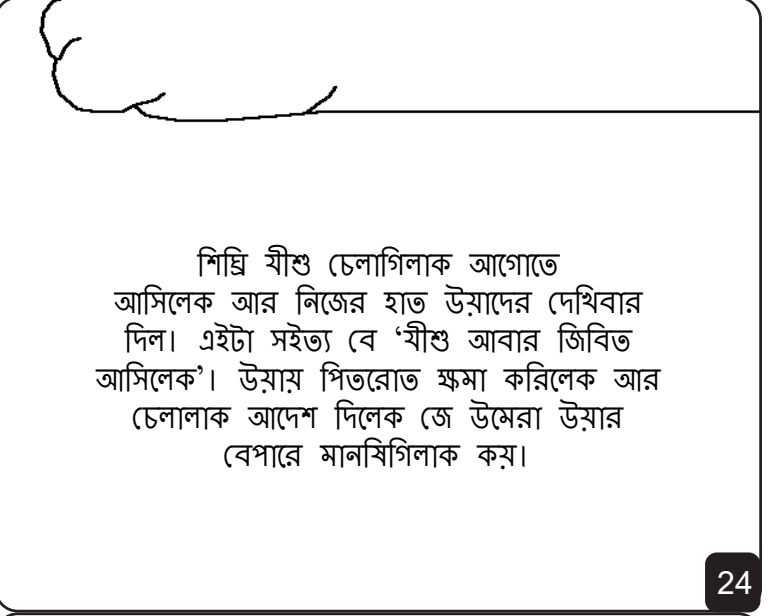 শিঘ্রি যীশু চেলাগিলাক আগোতে
আসিলেক আর নিজের হাত উয়াদের দেখিবার
দিল। এইটা সইত্য বে ‘যীশু আবার জিবিত
আসিলেক’। উয়ায় পিতরোত ক্ষমা করিলেক আর
চেলালাক আদেশ দিলেক জে উমেরা উয়ার
বেপারে মানষিগিলাক কয়।
24